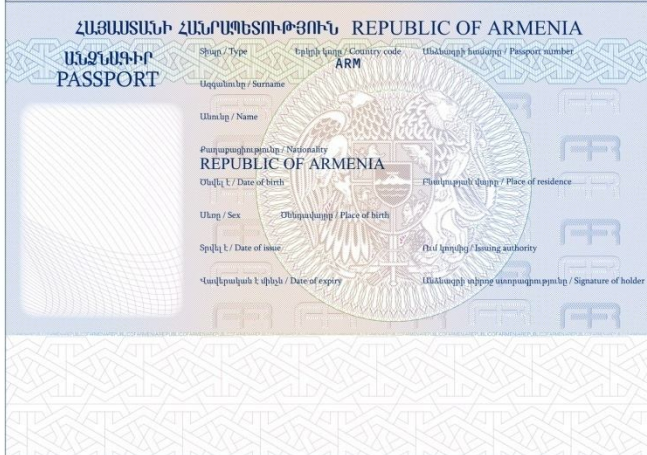 ՀԱՅԱՍՏԱՆԻ ՀԱՆՐԱՊԵՏՈՒԹՅՈՒՆ REPUBLIC OF ARMENIA
ԱՆՁՆԱԳԻՐ
PASSPORT
Տիպը / Type Երկրի կոդը / Country code Անձնագրի համարը / Passport number
ARM
Ազգանունը / Surname
Անունը / Name
Քաղաքացիությունը / Nationality
REPUBLIC OF ARMENIA
Ծնվել է / Date of birth Բնակության վայրը / Place of residence
Սեռը / Sex Ծննդավայրը / Place of birth
Տրվել է / Date of issue Ում կողմից / Issuing authority
Վավերական է մինչև / Date of expiry Անձնագրի տիրոջ ստորագրությունը / Signature of holder